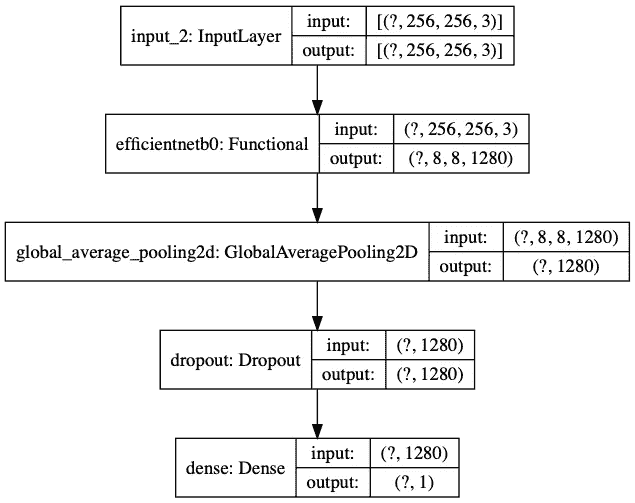 input_2: InputLayer
input: [(?, 256, 256, 3)]
output: [(?, 256, 256, 3)]
efficientnetb0: Functional
input: (?, 256, 256, 3)
output: (?, 8, 8, 1280)
global_average_pooling2d: GlobalAveragePooling2D
input: (?, 8, 8, 1280)
output: (?, 1280)
dropout: Dropout
input: (?, 1280)
output: (?, 1280)
dense: Dense
input: (?, 1280)
output: (?, 1)